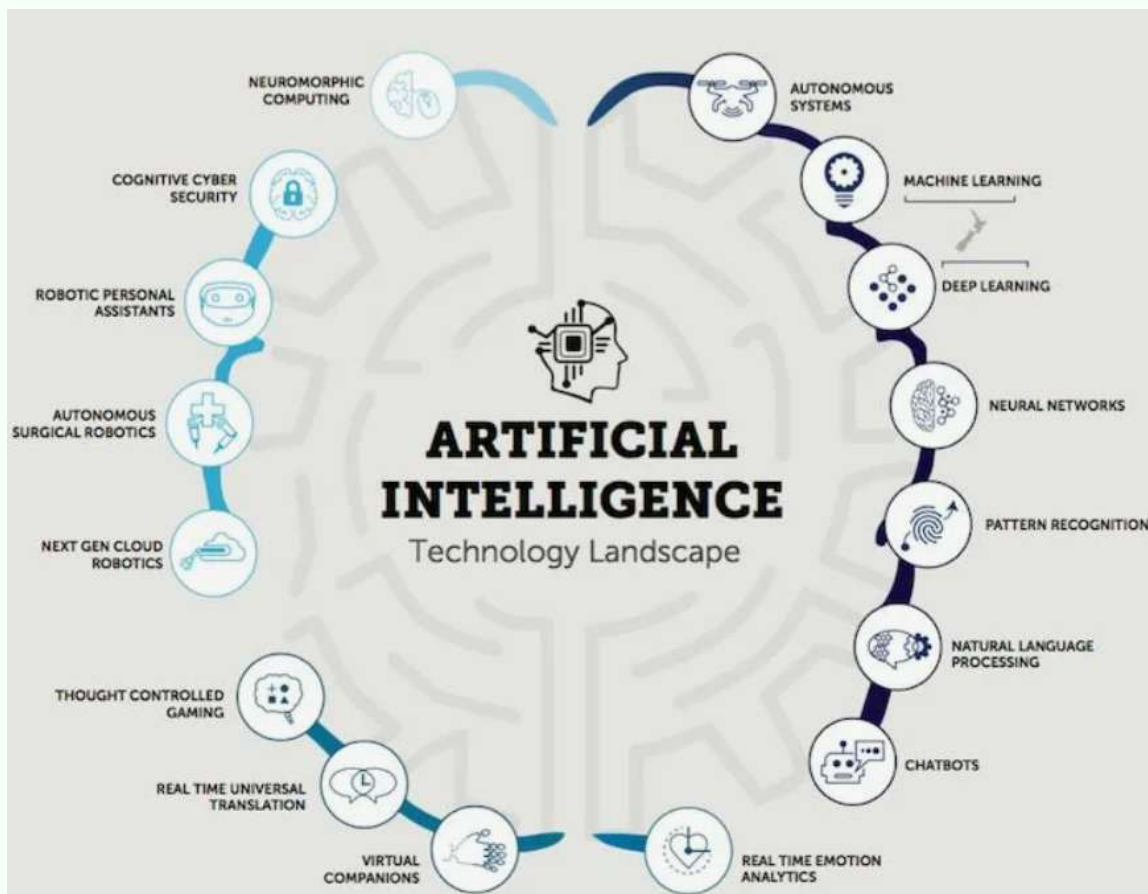 NEUROMORPHIC
COMPUTING
AUTONOMOUS
SYSTEMS
COGNITIVE CYBER
SECURITY
MACHINE LEARNING
ROBOTIC PERSONAL
ASSISTANTS
DEEP LEARNING
ARTIFICIAL
INTELLIGENCE
Technology Landscape
AUTONOMOUS
SURGICAL ROBOTICS
NEURAL NETWORKS
NEXT GEN CLOUD
ROBOTICS
PATTERN RECOGNITION
NATURAL LANGUAGE
PROCESSING
THOUGHT CONTROLLED
GAMING
CHATBOTS
REAL TIME UNIVERSAL
TRANSLATION
VIRTUAL
COMPANIONS
REAL TIME EMOTION
ANALYTICS